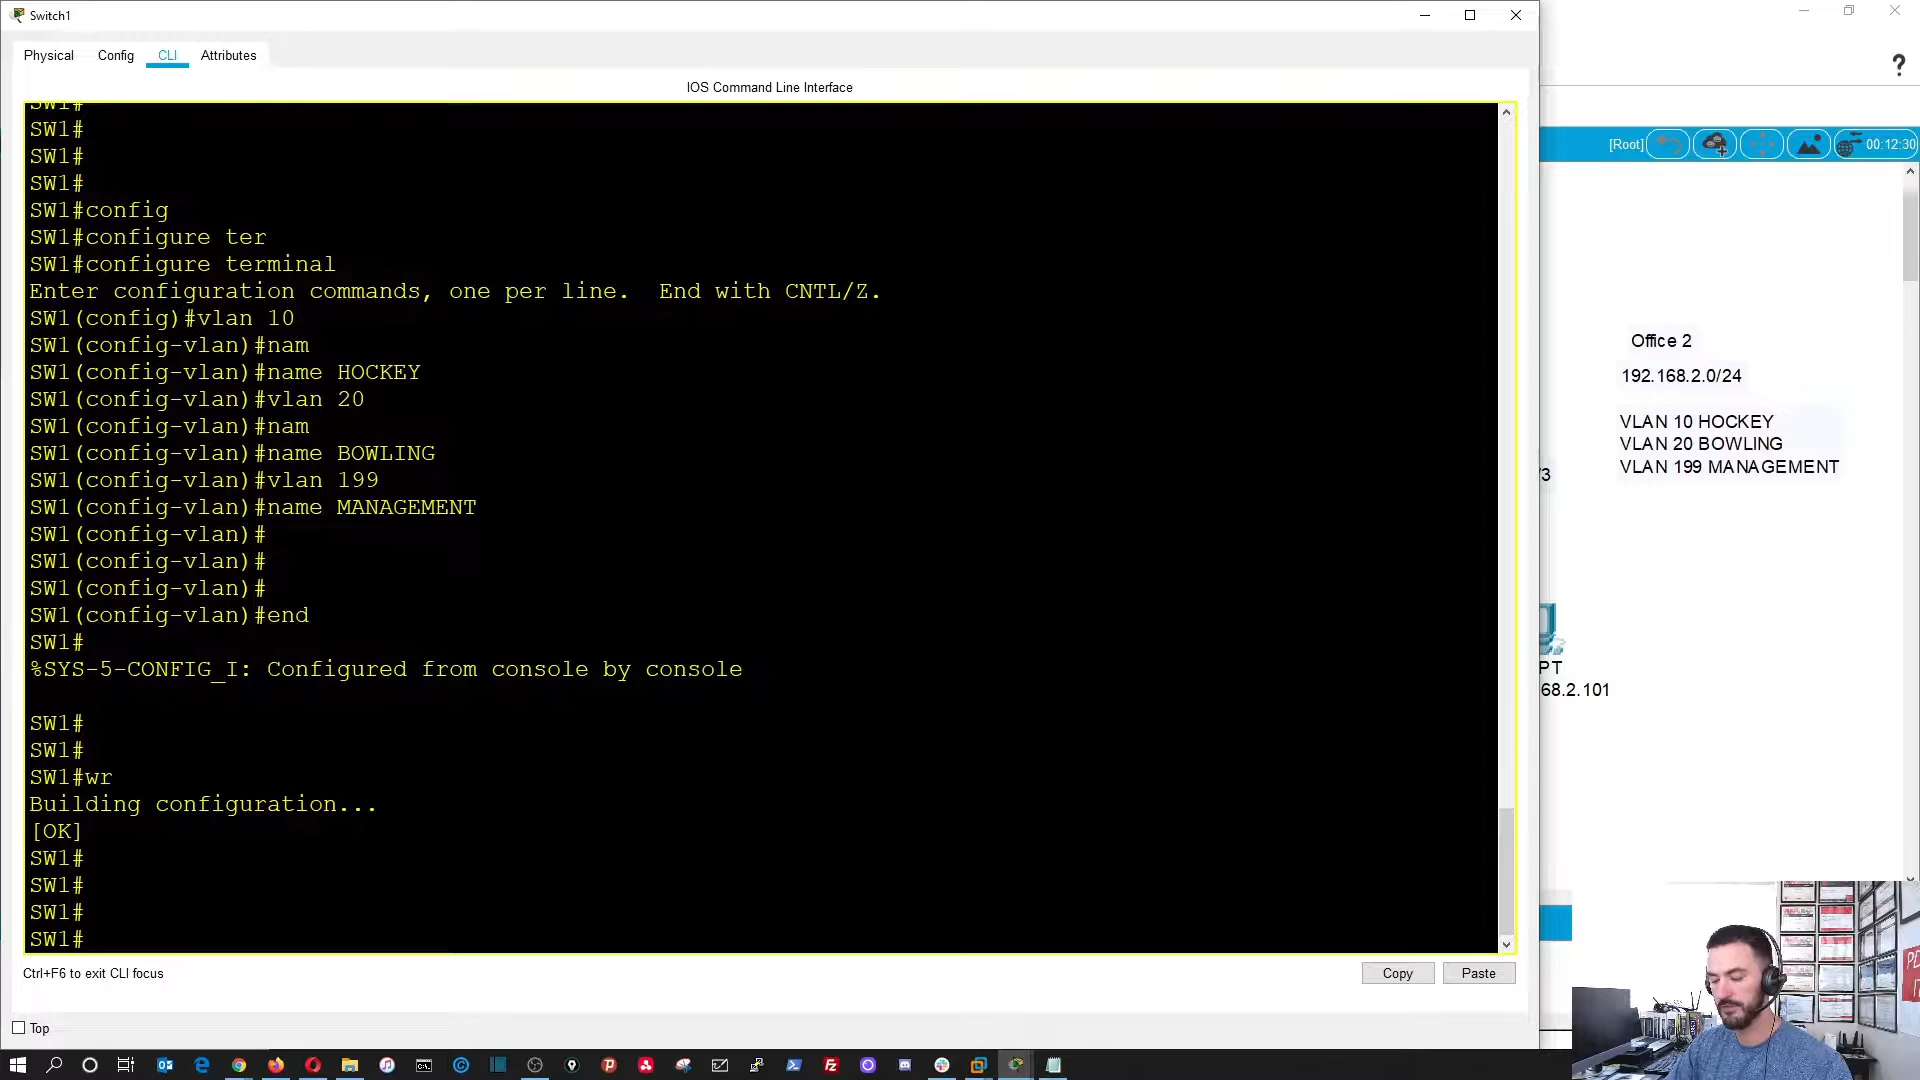 Switch1
Physical Config CLI Attributes
IOS Command Line Interface
SW1#
SW1#
SW1#
SW1#
SW1#config
SW1#configure ter
SW1#configure terminal
Enter configuration commands, one per line.  End with CNTL/Z.
SW1(config)#vlan 10
SW1(config-vlan)#nam
SW1(config-vlan)#name HOCKEY
SW1(config-vlan)#vlan 20
SW1(config-vlan)#nam
SW1(config-vlan)#name BOWLING
SW1(config-vlan)#vlan 199
SW1(config-vlan)#name MANAGEMENT
SW1(config-vlan)#
SW1(config-vlan)#
SW1(config-vlan)#
SW1(config-vlan)#end
SW1#
%SYS-5-CONFIG_I: Configured from console by console
SW1#
SW1#
SW1#wr
Building configuration...
[OK]
SW1#
SW1#
SW1#
SW1#
Ctrl+F6 to exit CLI focus
Copy Paste
Top
?
[Root] 00:12:30
Office 2
192.168.2.0/24
VLAN 10 HOCKEY
VLAN 20 BOWLING
VLAN 199 MANAGEMENT
/3
PT
68.2.101